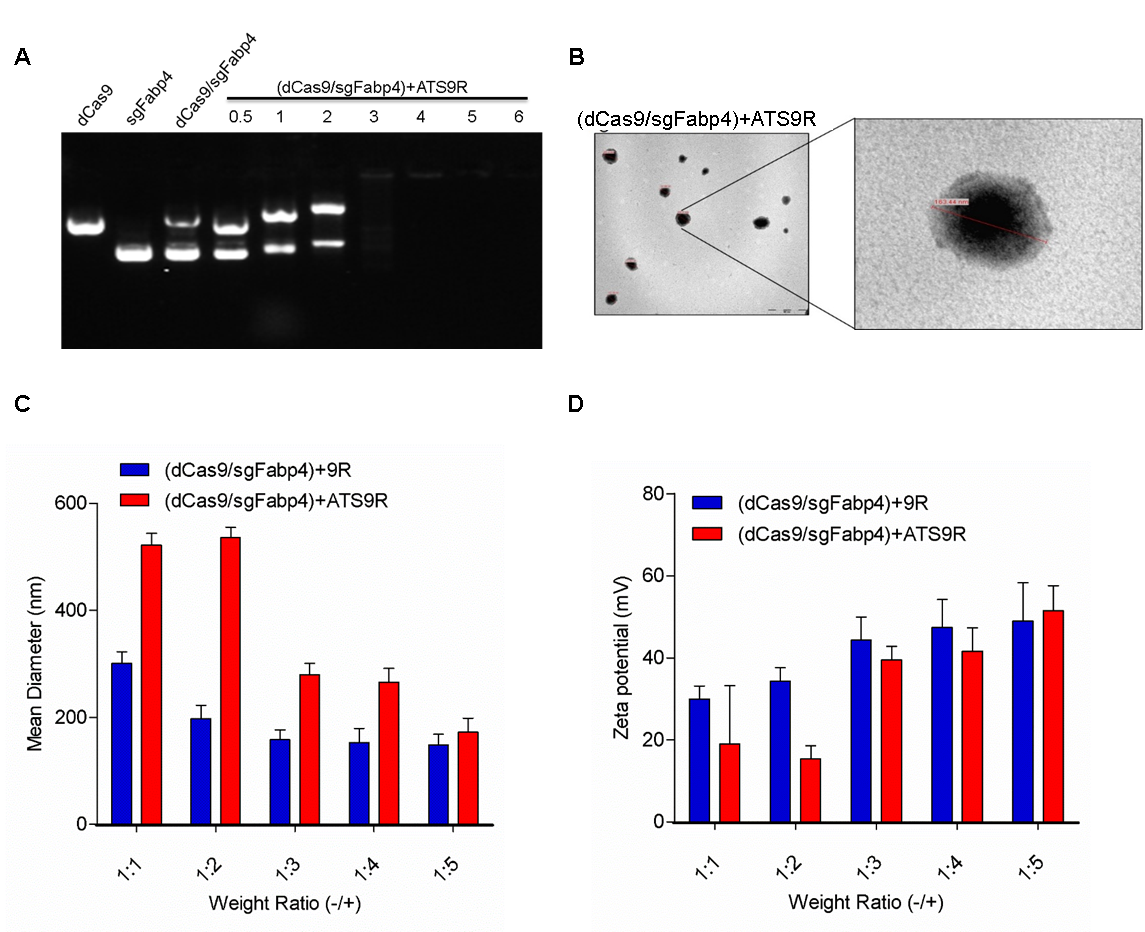 A
dCas9
sgFabp4
dCas9/sgFabp4
(dCas9/sgFabp4)+ATS9R
0.5 1 2 3 4 5 6
B
(dCas9/sgFabp4)+ATS9R
C
(dCas9/sgFabp4)+9R
(dCas9/sgFabp4)+ATS9R
Mean Diameter (nm)
600
400
200
0
1:1 1:2 1:3 1:4 1:5
Weight Ratio (-/+)
D
(dCas9/sgFabp4)+9R
(dCas9/sgFabp4)+ATS9R
Zeta potential (mV)
80
60
40
20
0
1:1 1:2 1:3 1:4 1:5
Weight Ratio (-/+)